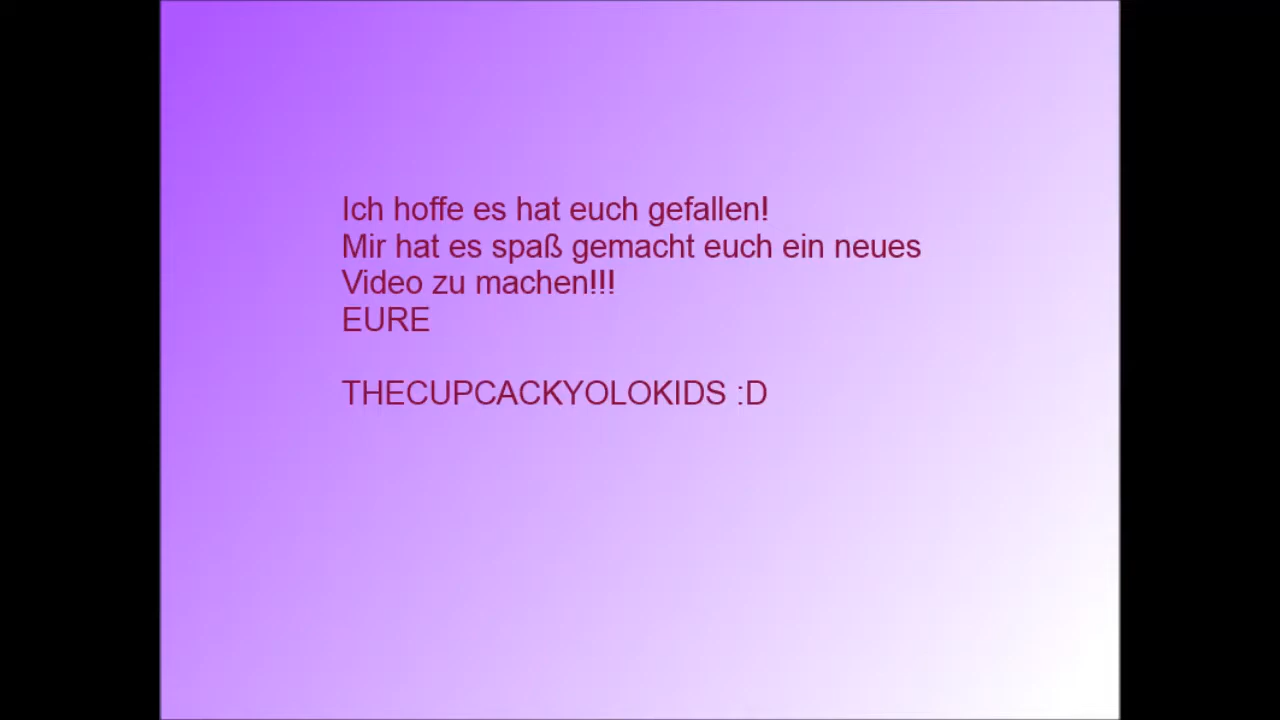 Ich hoffe es hat euch gefallen!
Mir hat es spaß gemacht euch ein neues
Video zu machen!!!
EURE
THECUPCACKYOLOKIDS :D